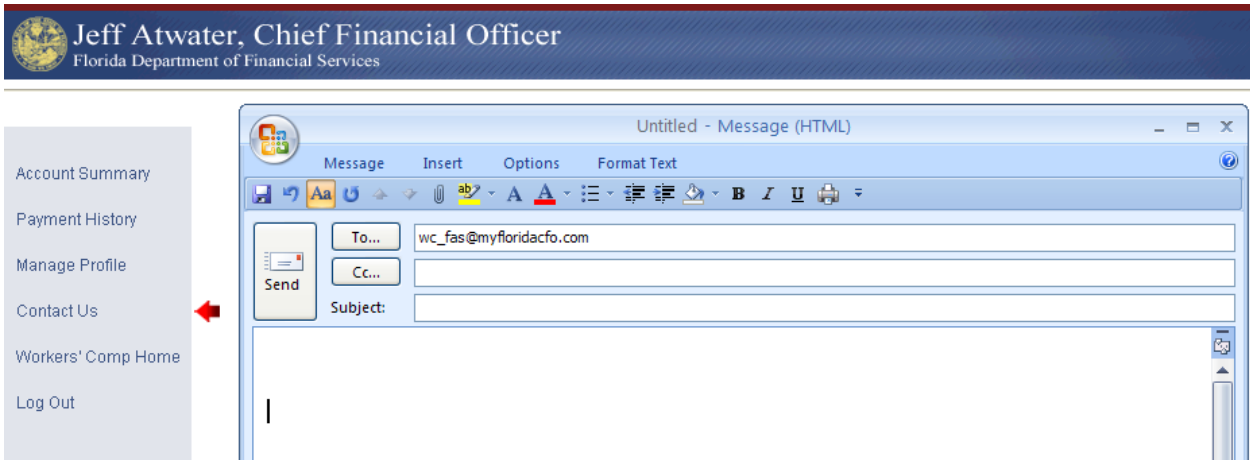 Jeff Atwater, Chief Financial Officer
Florida Department of Financial Services
Account Summary
Payment History
Manage Profile
Contact Us
Workers' Comp Home
Log Out
Untitled - Message (HTML)
Message Insert Options Format Text
Aa ab A A B I U
To... wc_fas@myfloridacfo.com
Cc...
Send
Subject: